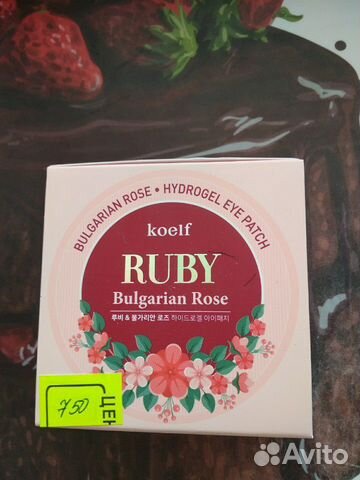 BULGARIAN ROSE • HYDROGEL EYE PATCH
koelf
RUBY
Bulgarian Rose
루비 & 불가리안 로즈 하이드로겔 아이패치
750
ЦЕН
Avito